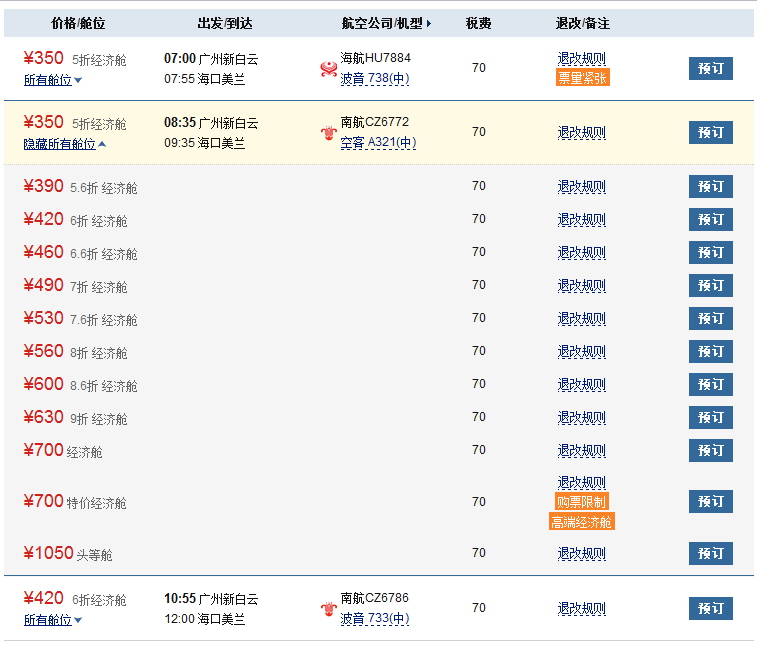 价格/舱位 出发/到达 航空公司/机型 税费 退改/备注
¥350 5折经济舱 07:00 广州新白云 海航HU7884 70 退改规则 预订
所有舱位 07:55 海口美兰 波音 738(中) 票量紧张
¥350 5折经济舱 08:35 广州新白云 南航CZ6772 70 退改规则 预订
隐藏所有舱位 09:35 海口美兰 空客 A321(中)
¥390 5.6折 经济舱 70 退改规则 预订
¥420 6折 经济舱 70 退改规则 预订
¥460 6.6折 经济舱 70 退改规则 预订
¥490 7折 经济舱 70 退改规则 预订
¥530 7.6折 经济舱 70 退改规则 预订
¥560 8折 经济舱 70 退改规则 预订
¥600 8.6折 经济舱 70 退改规则 预订
¥630 9折 经济舱 70 退改规则 预订
¥700 经济舱 70 退改规则 预订
退改规则
¥700 特价经济舱 70 购票限制 预订
高端经济舱
¥1050 头等舱 70 退改规则 预订
¥420 6折经济舱 10:55 广州新白云 南航CZ6786 70 退改规则 预订
所有舱位 12:00 海口美兰 波音 733(中)